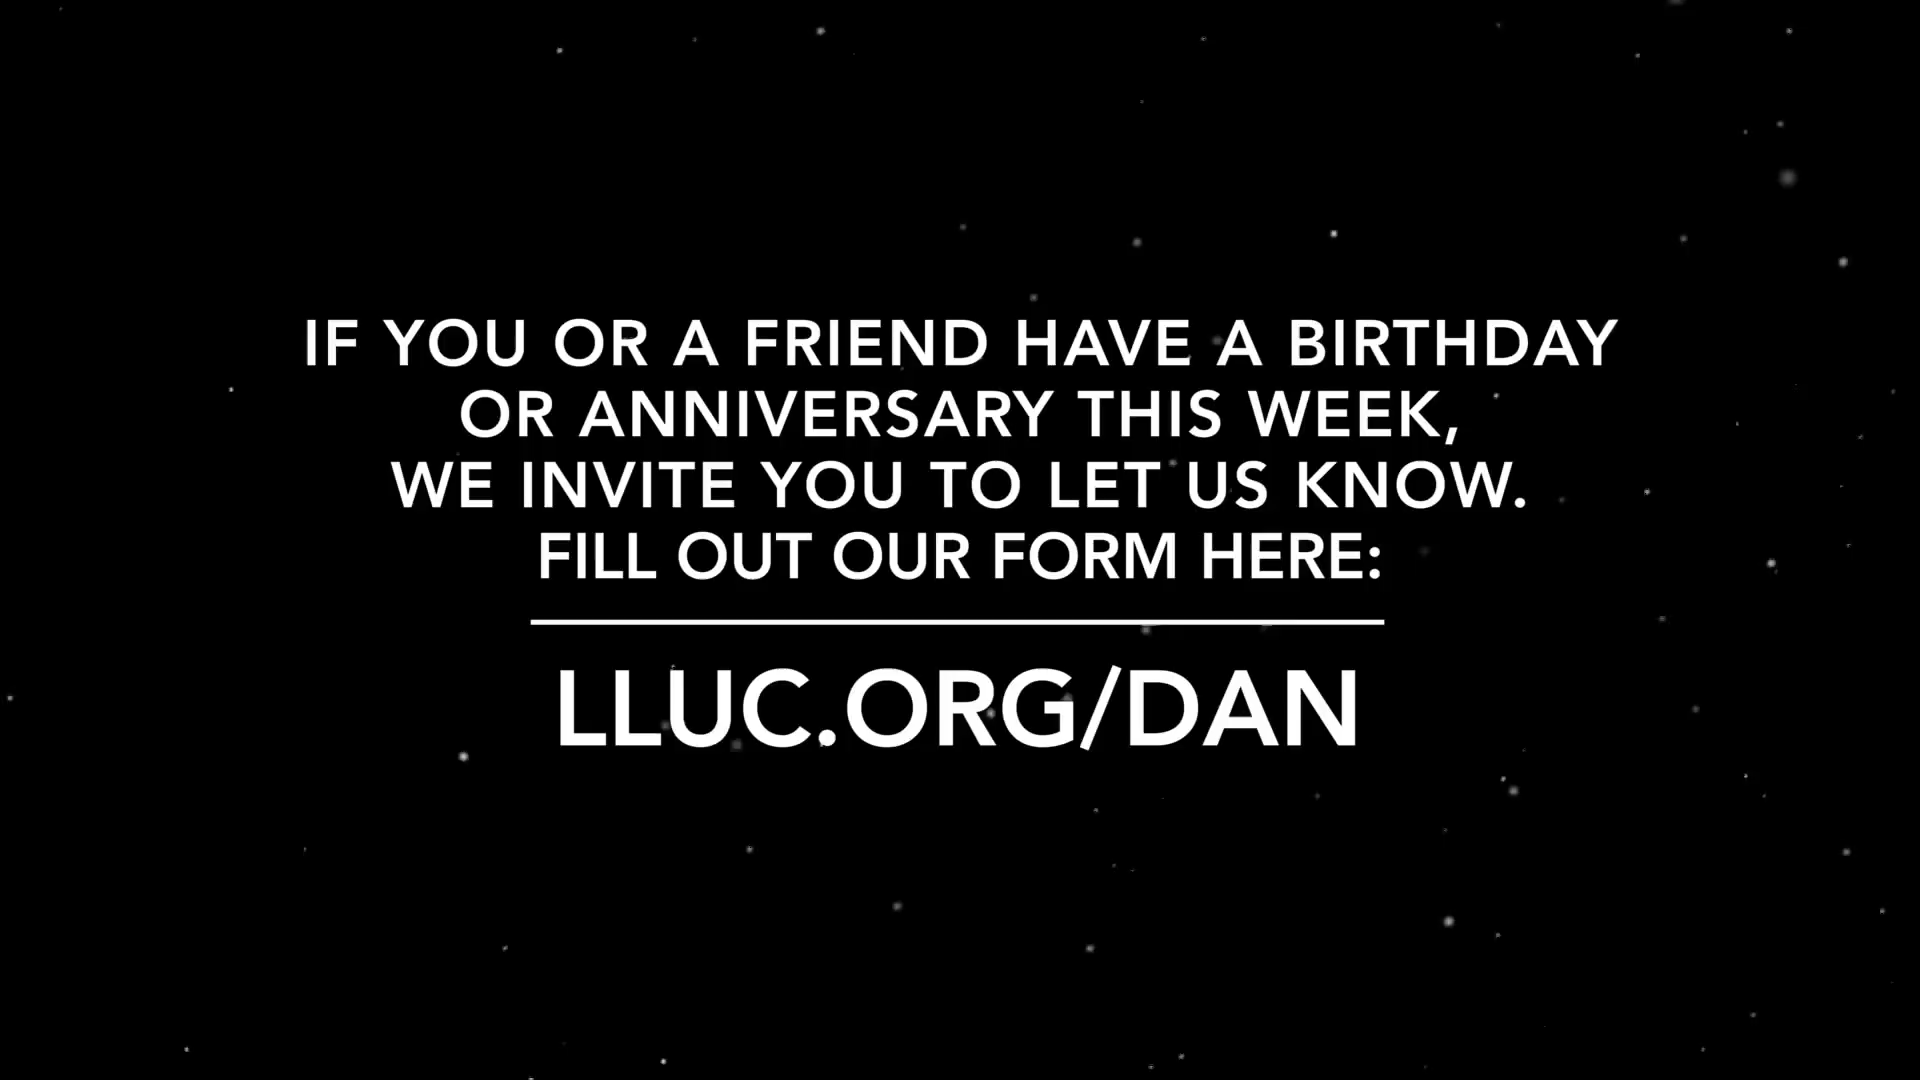 IF YOU OR A FRIEND HAVE A BIRTHDAY
OR ANNIVERSARY THIS WEEK,
WE INVITE YOU TO LET US KNOW.
FILL OUT OUR FORM HERE:
LLUC.ORG/DAN